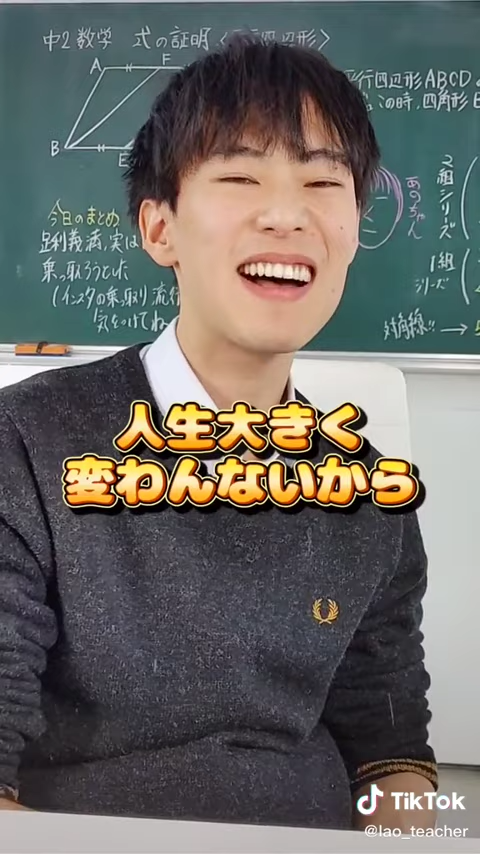 中2数学 式の証明
A
F
B
E
平行四辺形ABCD
この時、四角形E
あのちゃん
2組シリーズ
1組シリーズ
対角線!! →
今日のまとめ
足利義満、実は
乗っ取ろうとした
(インスタの乗っ取り流行
気をつけてね
人生大きく
変わんないから
TikTok
@lao_teacher